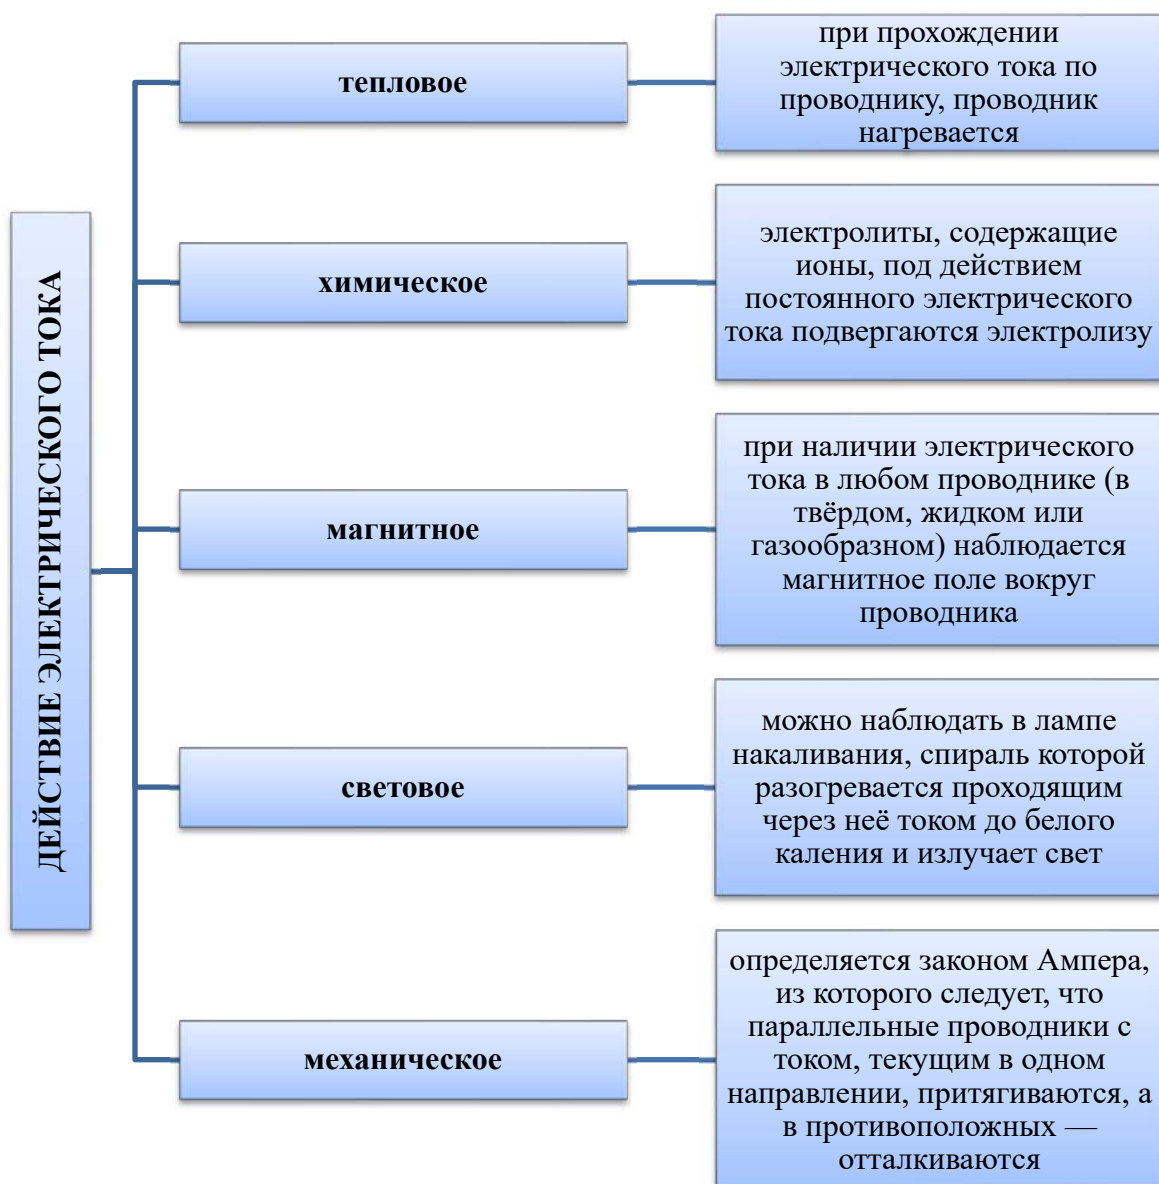 ДЕЙСТВИЕ ЭЛЕКТРИЧЕСКОГО ТОКА
тепловое
при прохождении
электрического тока по
проводнику, проводник
нагревается
химическое
электролиты, содержащие
ионы, под действием
постоянного электрического
тока подвергаются электролизу
магнитное
при наличии электрического
тока в любом проводнике (в
твёрдом, жидком или
газообразном) наблюдается
магнитное поле вокруг
проводника
световое
можно наблюдать в лампе
накаливания, спираль которой
разогревается проходящим
через неё током до белого
каления и излучает свет
механическое
определяется законом Ампера,
из которого следует, что
параллельные проводники с
током, текущим в одном
направлении, притягиваются, а
в противоположных —
отталкиваются